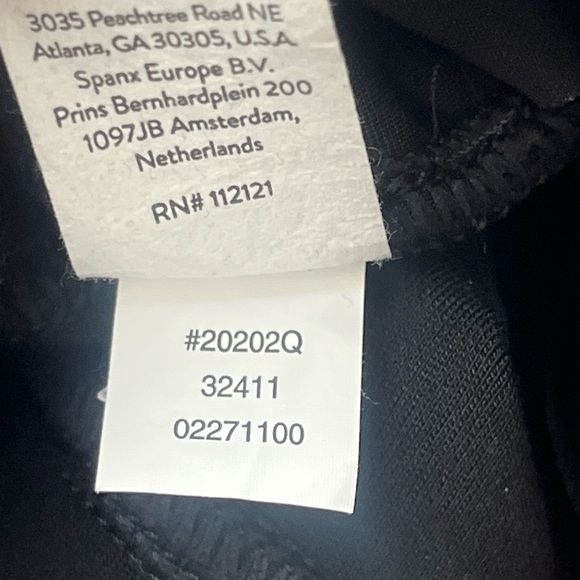 3035 Peachtree Road NE
Atlanta, GA 30305, U.S.A.
Spanx Europe B.V.
Prins Bernhardplein 200
1097JB Amsterdam,
Netherlands
RN# 112121
#20202Q
32411
02271100